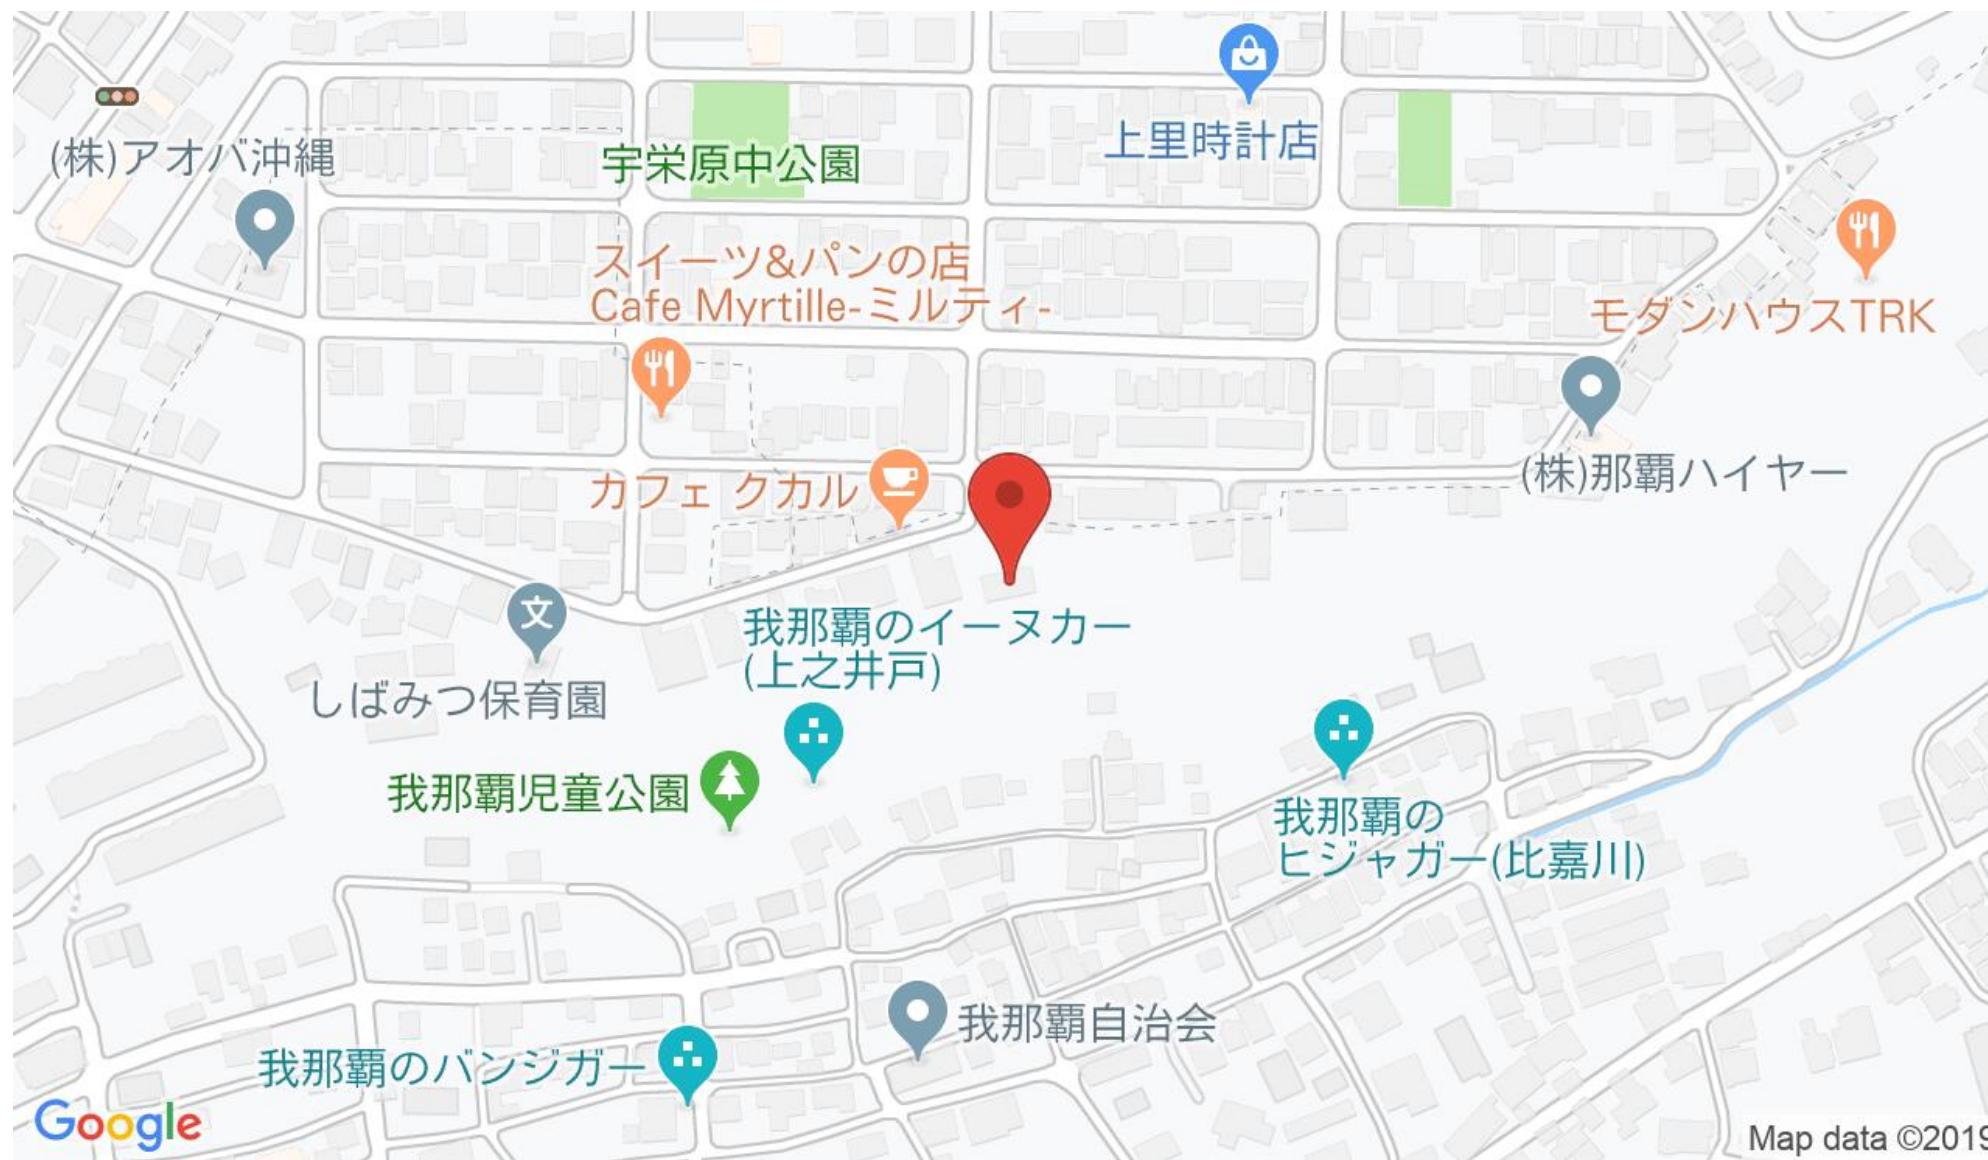 上里時計店
(株)アオバ沖縄
宇栄原中公園
スイーツ&パンの店
Cafe Myrtille-ミルティ-
モダンハウスTRK
(株)那覇ハイヤー
カフェ クカル
文
我那覇のイーヌカー
(上之井戸)
しばみつ保育園
我那覇児童公園
我那覇の
ヒジャガー(比嘉川)
我那覇自治会
我那覇のバンジガー
Google
Map data ©2019